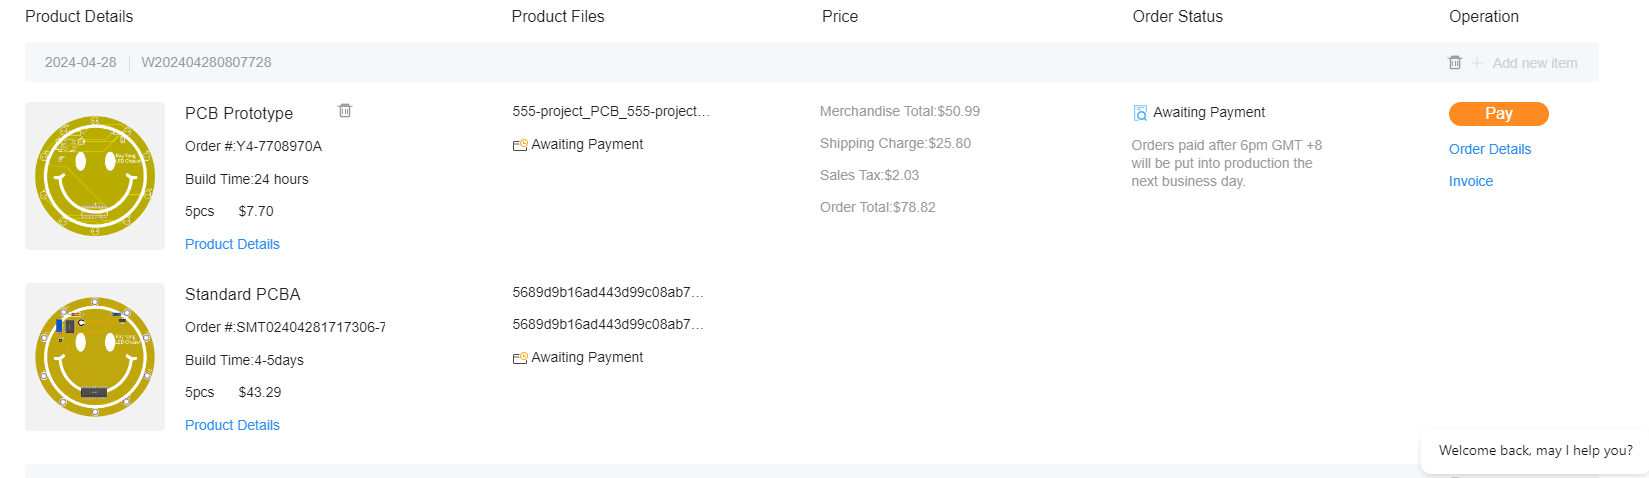 Product Details
Product Files
Price
Order Status
Operation
2024-04-28 | W202404280807728
+ Add new item
PCB Prototype
Order #:Y4-7708970A
Build Time:24 hours
5pcs $7.70
Product Details
555-project_PCB_555-project...
Awaiting Payment
Merchandise Total:$50.99
Shipping Charge:$25.80
Sales Tax:$2.03
Order Total:$78.82
Awaiting Payment
Orders paid after 6pm GMT +8
will be put into production the
next business day.
Pay
Order Details
Invoice
Standard PCBA
Order #:SMT02404281717306-7
Build Time:4-5days
5pcs $43.29
Product Details
5689d9b16ad443d99c08ab7...
5689d9b16ad443d99c08ab7...
Awaiting Payment
Welcome back, may I help you?